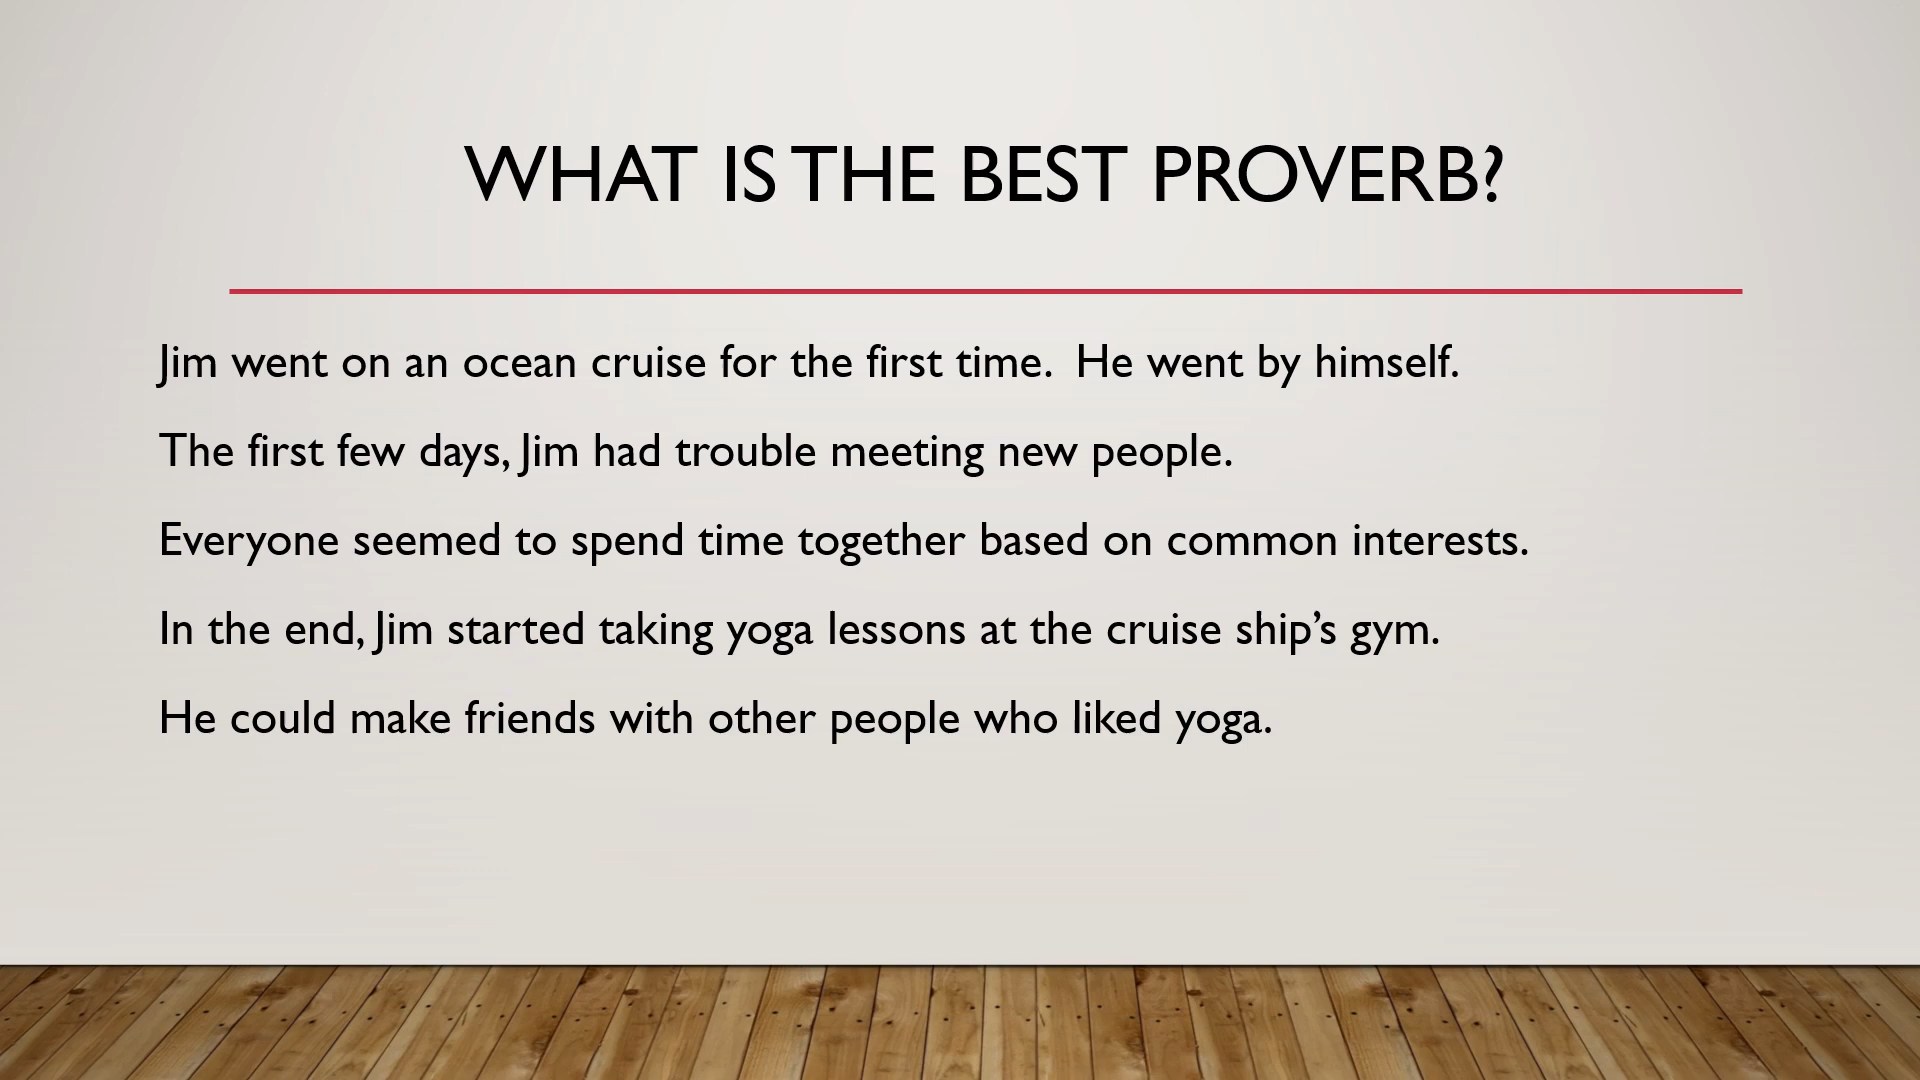 WHAT IS THE BEST PROVERB?
Jim went on an ocean cruise for the first time.  He went by himself.
The first few days, Jim had trouble meeting new people.
Everyone seemed to spend time together based on common interests.
In the end, Jim started taking yoga lessons at the cruise ship’s gym.
He could make friends with other people who liked yoga.